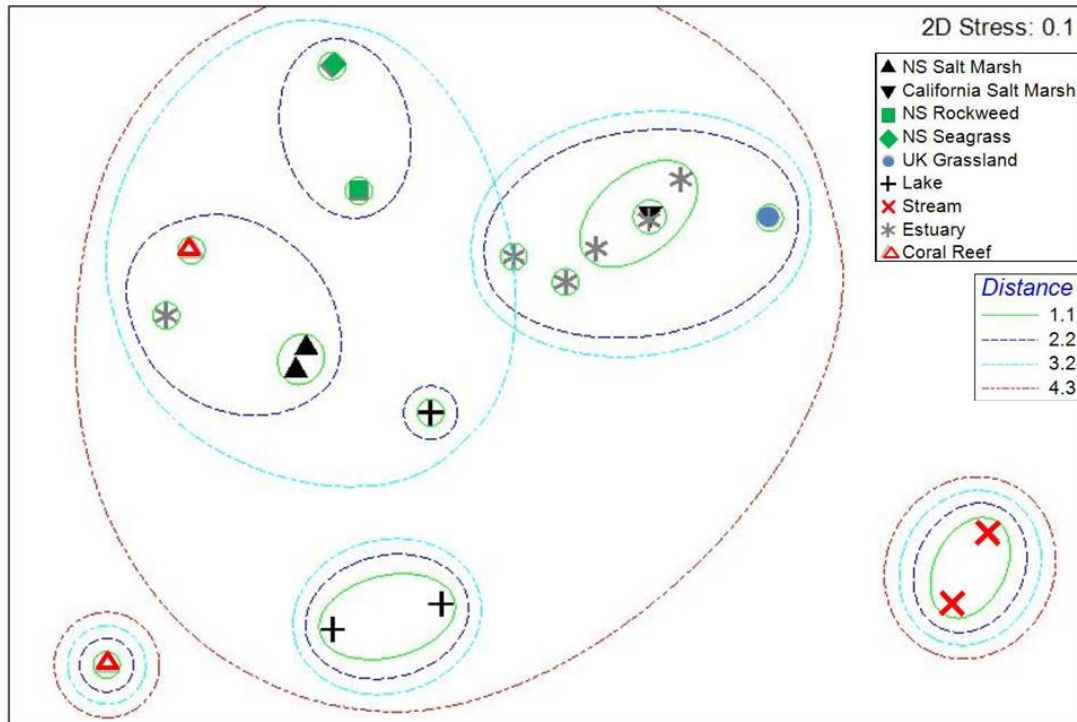 2D Stress: 0.1
NS Salt Marsh
California Salt Marsh
NS Rockweed
NS Seagrass
UK Grassland
Lake
Stream
Estuary
Coral Reef
Distance
1.1
2.2
3.2
4.3